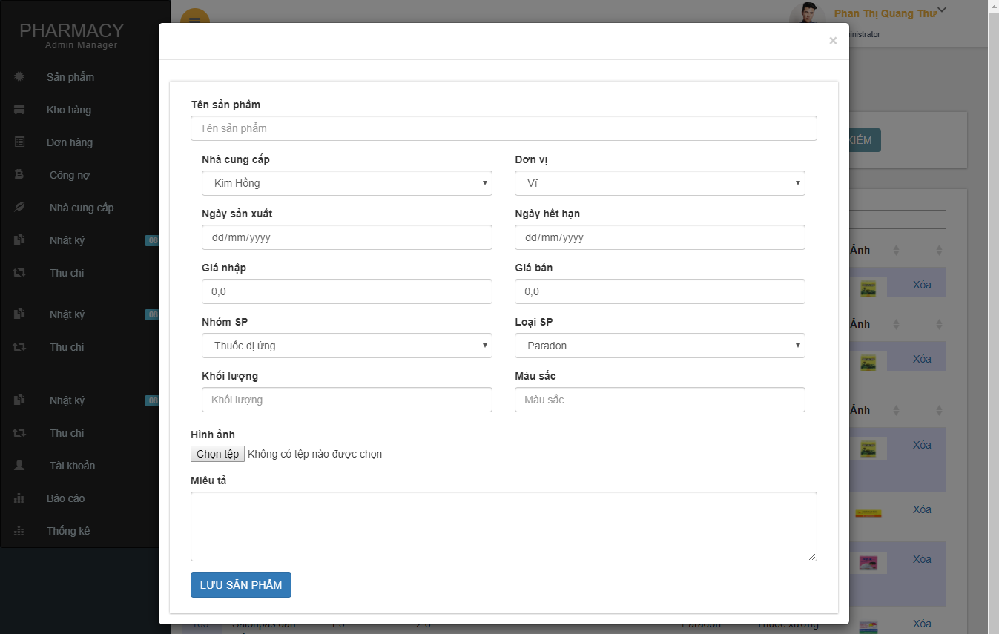 PHARMACY
Admin Manager
Sản phẩm
Kho hàng
Đơn hàng
Công nợ
Nhà cung cấp
Nhật ký 08
Thu chi
Nhật ký 08
Thu chi
Nhật ký 08
Thu chi
Tài khoản
Báo cáo
Thống kê
Phan Thị Quang Thư
inistrator
×
Tên sản phẩm
Tên sản phẩm
Nhà cung cấp Đơn vị
Kim Hồng Vĩ
Ngày sản xuất Ngày hết hạn
dd/mm/yyyy dd/mm/yyyy
Giá nhập Giá bán
0,0 0,0
Nhóm SP Loại SP
Thuốc dị ứng Paradon
Khối lượng Màu sắc
Khối lượng Màu sắc
Hình ảnh
Chọn tệp Không có tệp nào được chọn
Miêu tả
LƯU SẢN PHẨM
KIẾM
Ảnh
Xóa
Ảnh
Xóa
Ảnh
Xóa
Xóa
Xóa
Xóa